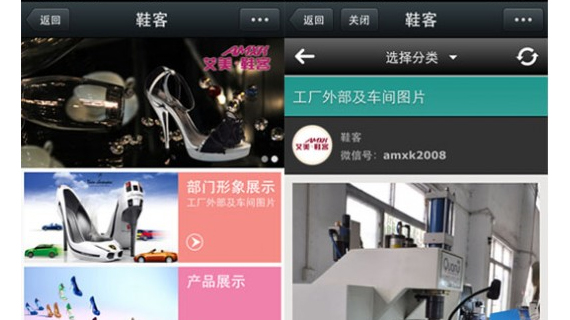 返回
鞋客
AMXK
艾美·鞋客
部门形象展示
工厂外部及车间图片
产品展示
返回
关闭
鞋客
选择分类
工厂外部及车间图片
AMXK
艾美·鞋客
鞋客
微信号：amxk2008